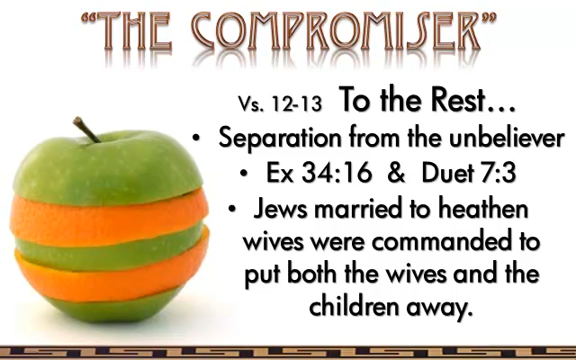 “THE COMPROMISER”
Vs. 12-13 To the Rest...
• Separation from the unbeliever
• Ex 34:16 & Duet 7:3
• Jews married to heathen
wives were commanded to
put both the wives and the
children away.